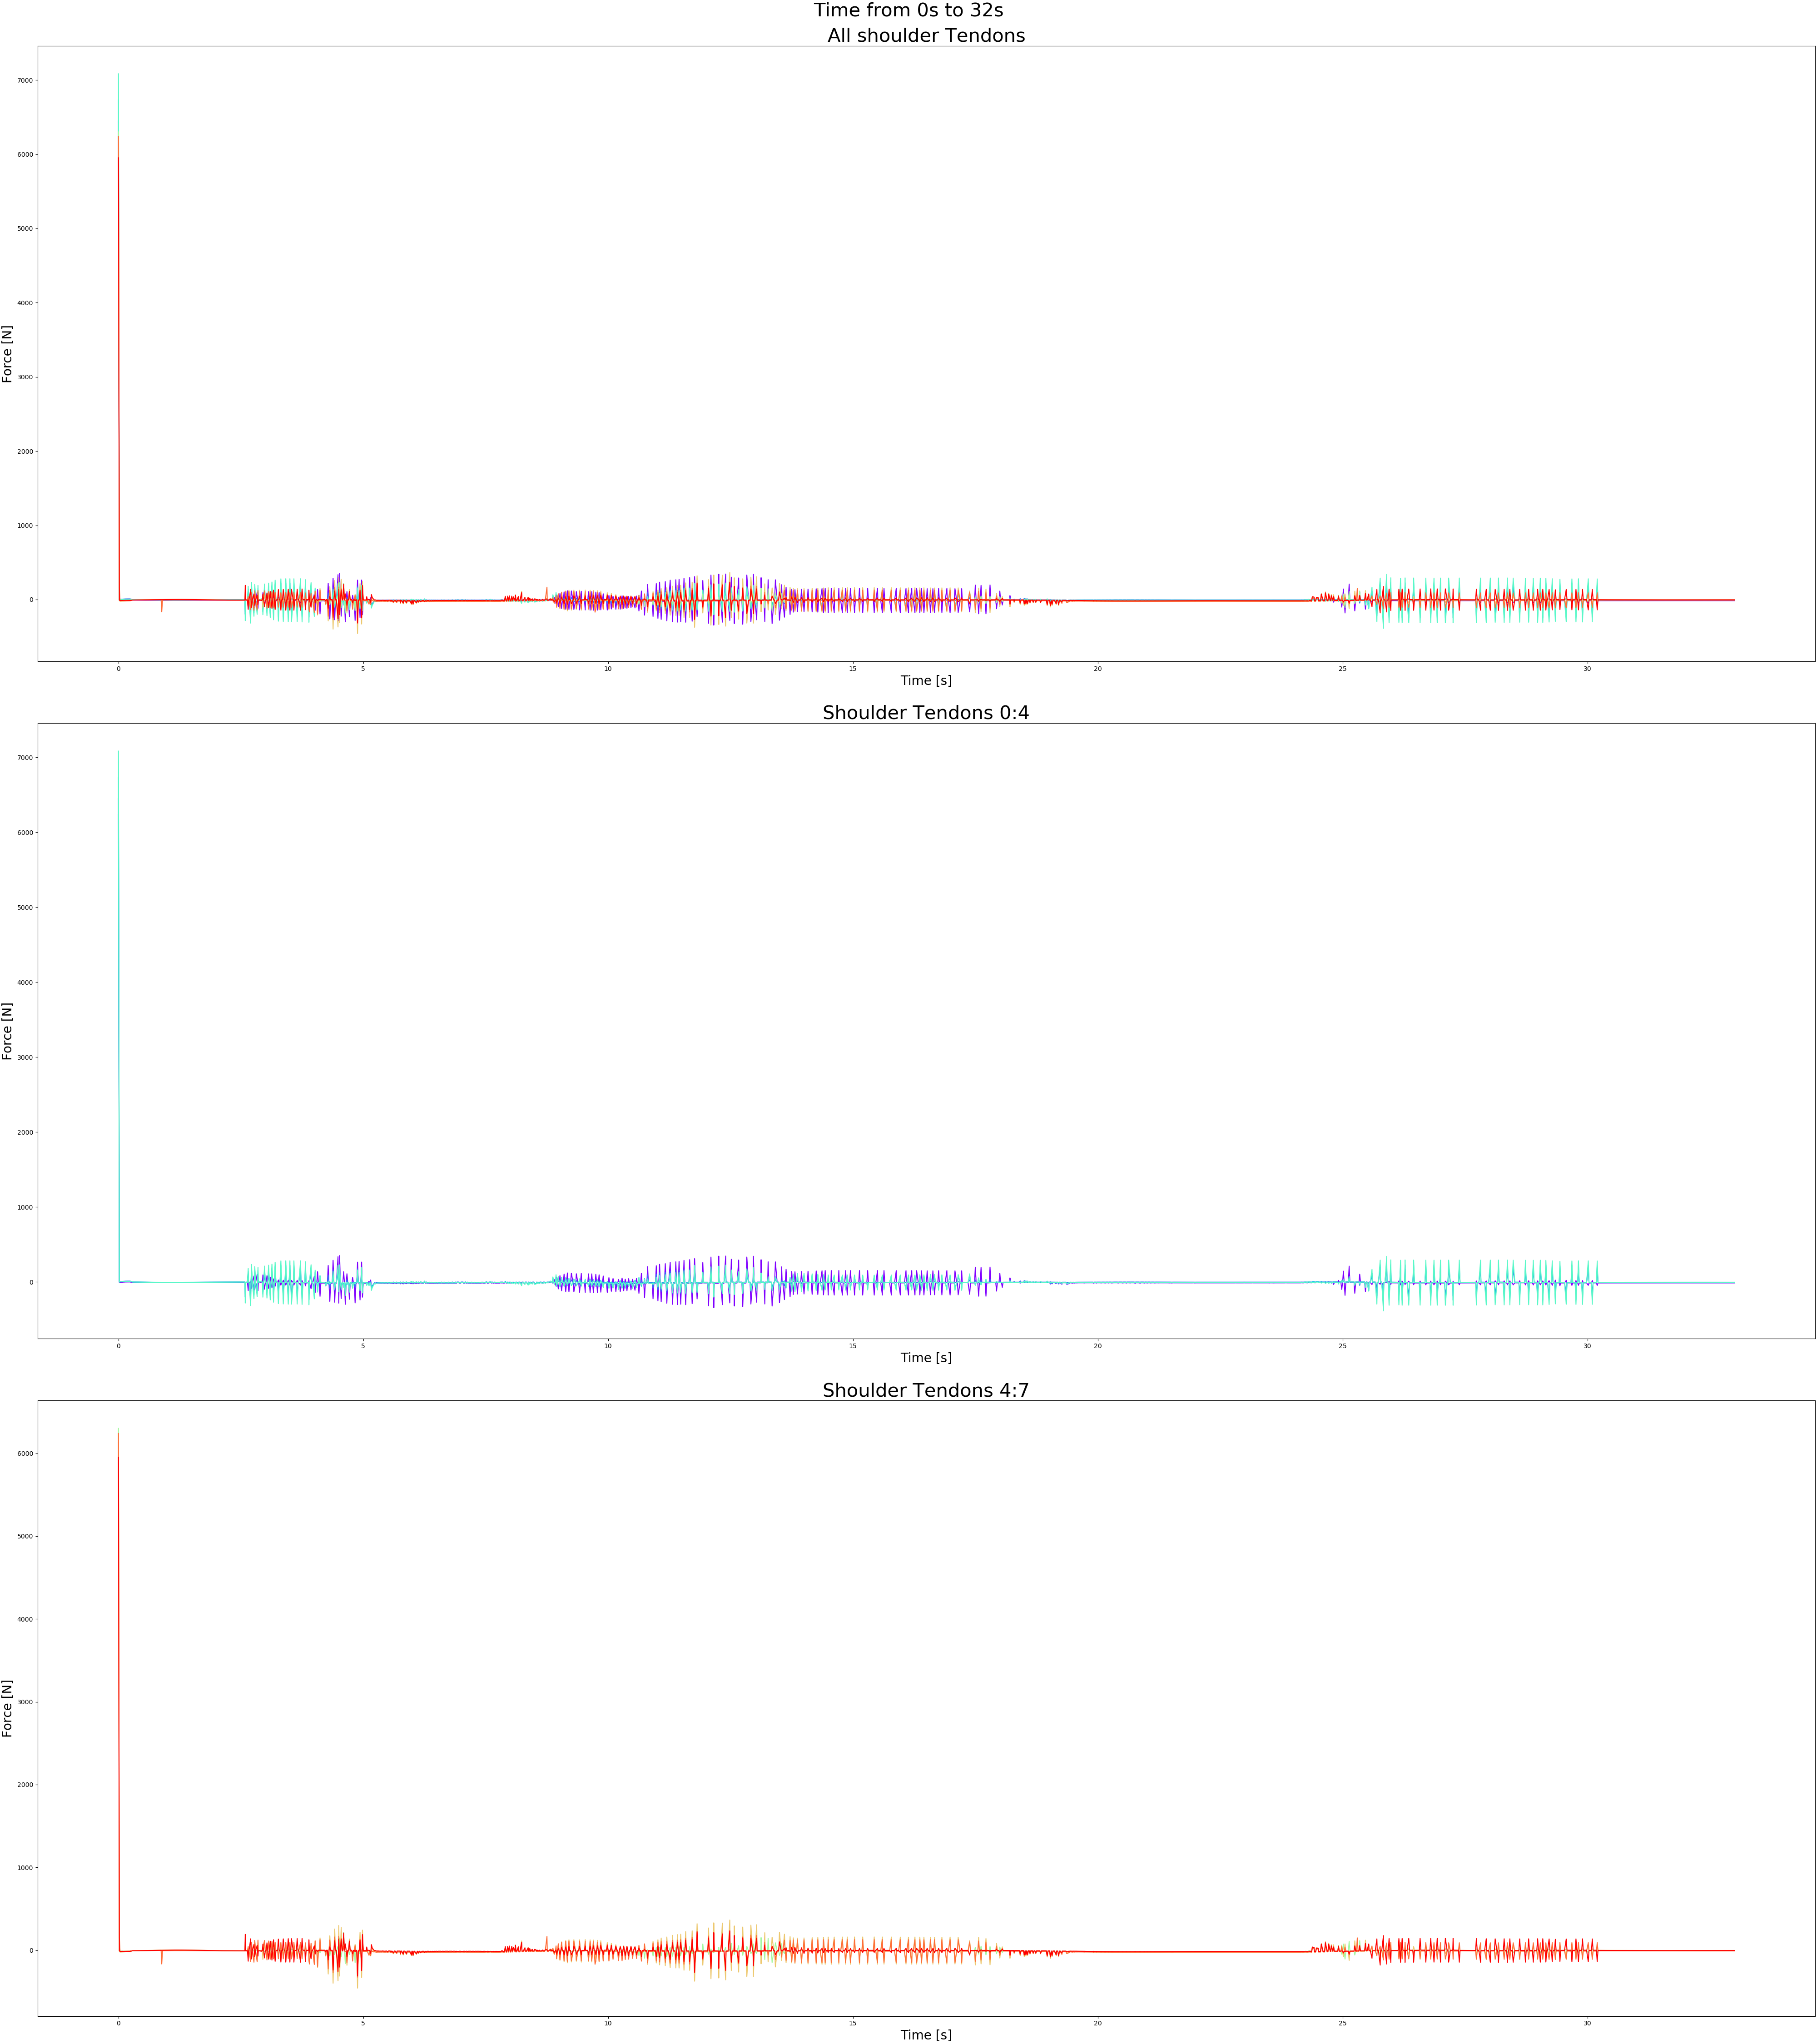 Time from 0s to 32s
All shoulder Tendons
7000
6000
5000
4000
3000
2000
1000
0
Force [N]
0 5 10 15 20 25 30
Time [s]
Shoulder Tendons 0:4
7000
6000
5000
4000
3000
2000
1000
0
Force [N]
0 5 10 15 20 25 30
Time [s]
Shoulder Tendons 4:7
6000
5000
4000
3000
2000
1000
0
Force [N]
0 5 10 15 20 25 30
Time [s]